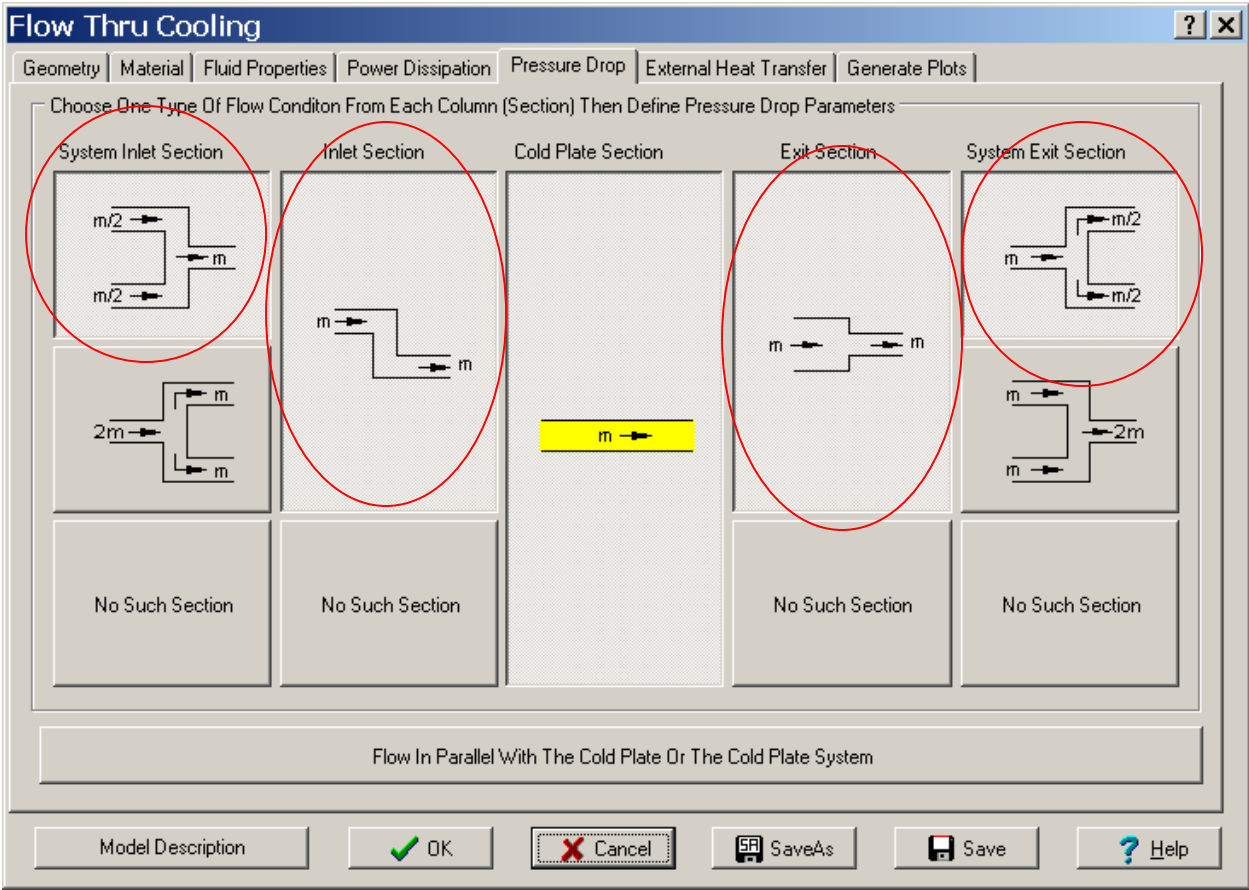 Flow Thru Cooling
Geometry Material Fluid Properties Power Dissipation Pressure Drop External Heat Transfer Generate Plots
Choose One Type Of Flow Conditon From Each Column (Section) Then Define Pressure Drop Parameters
System Inlet Section Inlet Section Cold Plate Section Exit Section System Exit Section
m/2
m
m/2
m
m
m
m
m
m/2
m
m/2
m
2m
m
m
2m
m
No Such Section No Such Section No Such Section No Such Section
Flow In Parallel With The Cold Plate Or The Cold Plate System
Model Description OK Cancel SA SaveAs Save ? Help